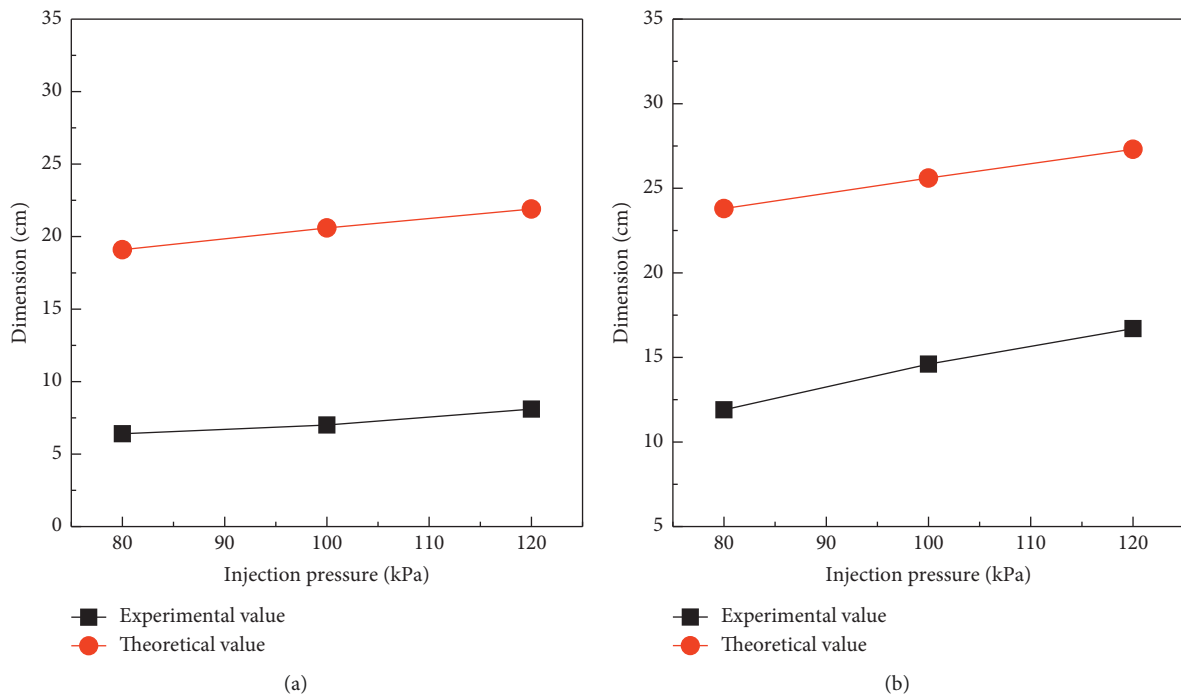 35
30
25
20
15
10
5
0
Dimension (cm)
80 90 100 110 120
Injection pressure (kPa)
Experimental value
Theoretical value
(a)
35
30
25
20
15
10
5
Dimension (cm)
80 90 100 110 120
Injection pressure (kPa)
Experimental value
Theoretical value
(b)